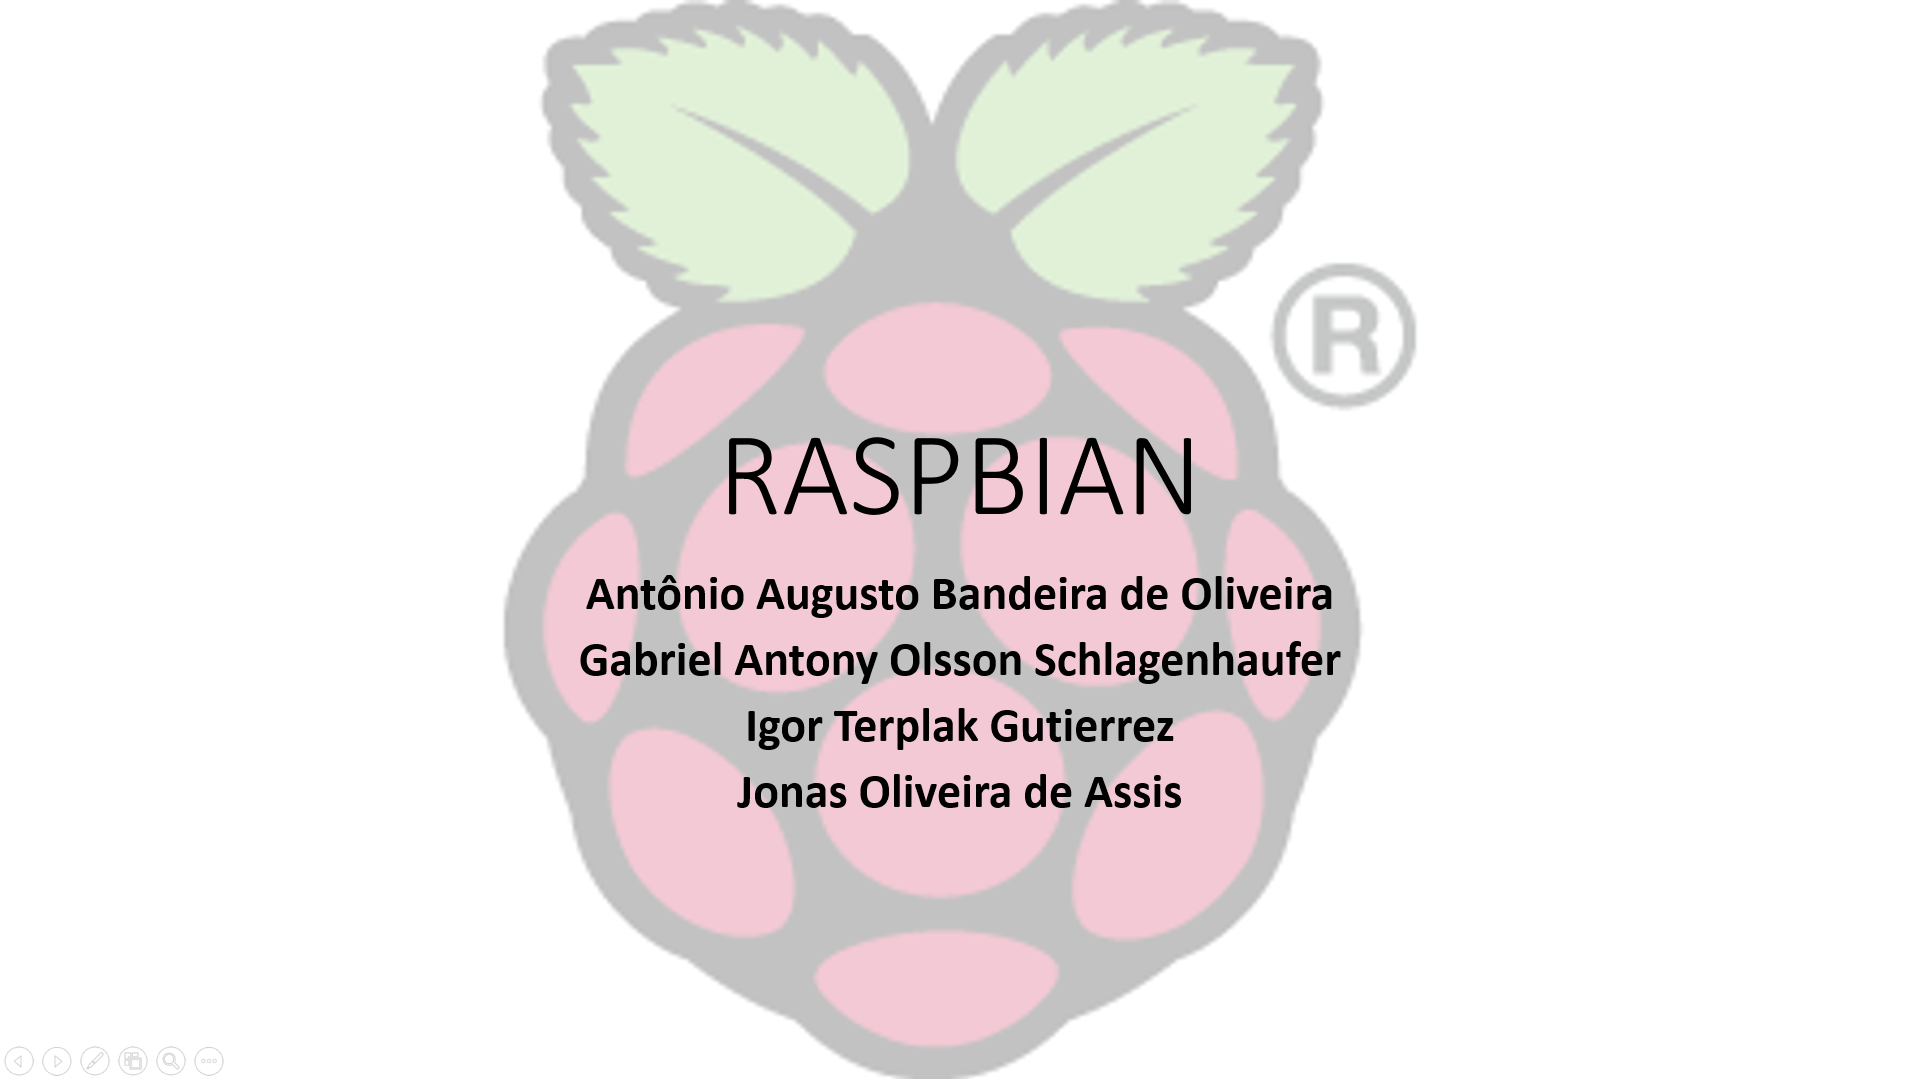 ®
RASPBIAN
Antônio Augusto Bandeira de Oliveira
Gabriel Antony Olsson Schlagenhaufer
Igor Terplak Gutierrez
Jonas Oliveira de Assis